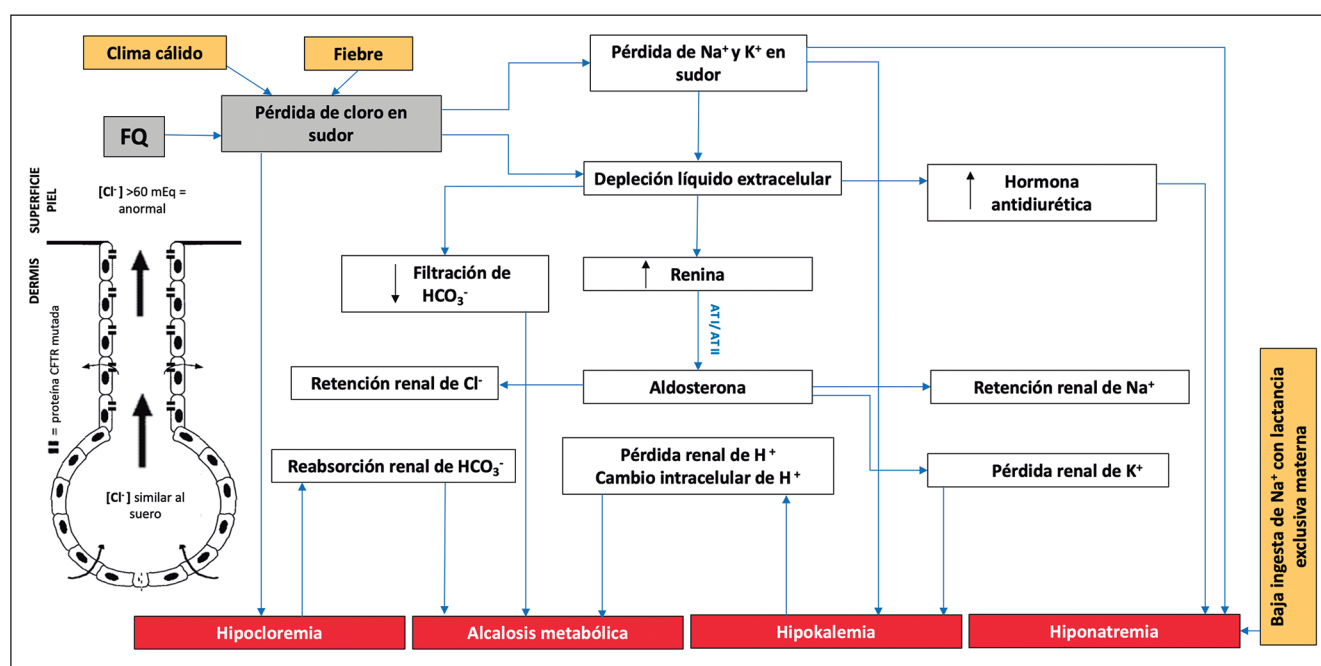 Clima cálido
Fiebre
Pérdida de Na⁺ y K⁺ en
sudor
Pérdida de cloro en
sudor
FQ
[Cl⁻] >60 mEq =
anormal
SUPERFICIE
PIEL
DERMIS
= proteína CFTR mutada
[Cl⁻] similar al
suero
Depleción líquido extracelular
Hormona
antidiurética
Filtración de
HCO₃⁻
Renina
ATI/ ATII
Retención renal de Cl⁻
Aldosterona
Retención renal de Na⁺
Reabsorción renal de HCO₃⁻
Pérdida renal de H⁺
Cambio intracelular de H⁺
Pérdida renal de K⁺
Baja ingesta de Na⁺ con lactancia
exclusiva materna
Hipocloremia
Alcalosis metabólica
Hipokalemia
Hiponatremia